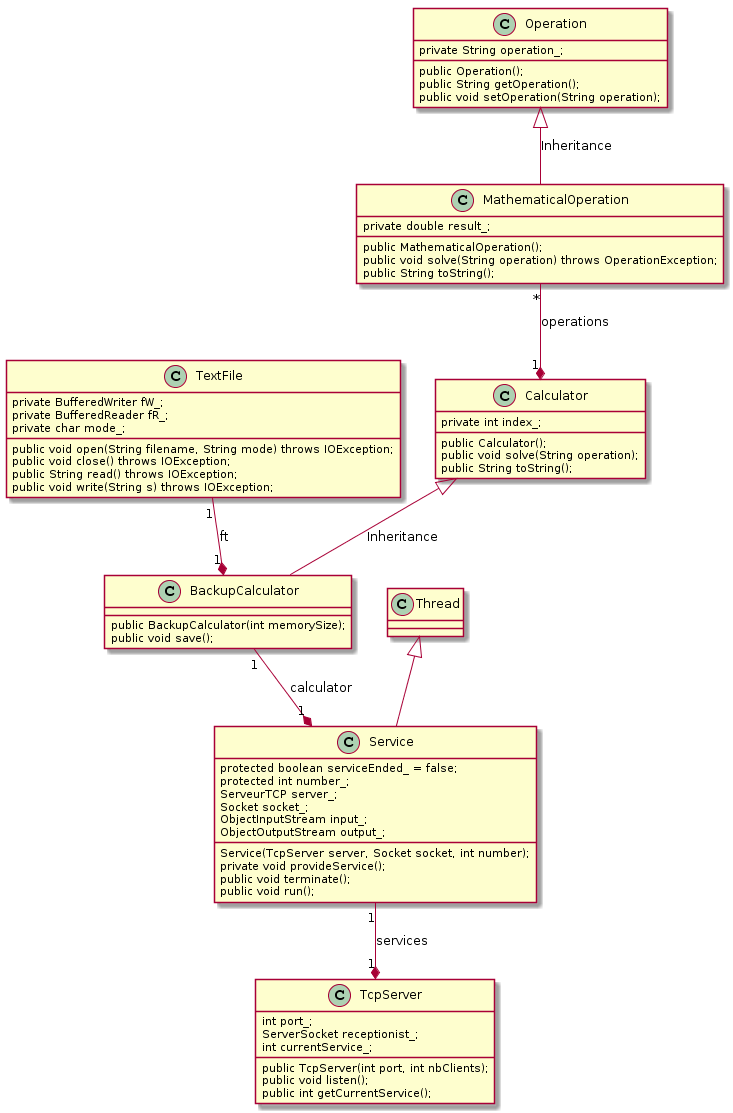 C Operation
private String operation_;
public Operation();
public String getOperation();
public void setOperation(String operation);
Inheritance
C MathematicalOperation
private double result_;
public MathematicalOperation();
public void solve(String operation) throws OperationException;
public String toString();
*
operations
1
C TextFile
private BufferedWriter fW_;
private BufferedReader fR_;
private char mode_;
public void open(String filename, String mode) throws IOException;
public void close() throws IOException;
public String read() throws IOException;
public void write(String s) throws IOException;
C Calculator
private int index_;
public Calculator();
public void solve(String operation);
public String toString();
1
ft
1
Inheritance
C BackupCalculator
public BackupCalculator(int memorySize);
public void save();
C Thread
1
calculator
1
C Service
protected boolean serviceEnded_ = false;
protected int number_;
ServeurTCP server_;
Socket socket_;
ObjectInputStream input_;
ObjectOutputStream output_;
Service(TcpServer server, Socket socket, int number);
private void provideService();
public void terminate();
public void run();
1
services
1
C TcpServer
int port_;
ServerSocket receptionist_;
int currentService_;
public TcpServer(int port, int nbClients);
public void listen();
public int getCurrentService();